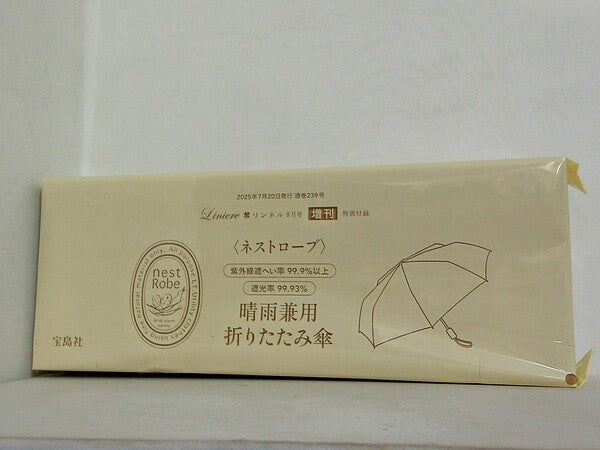 2025年7月20日発行 通巻239号
Liniere リンネル8月号 増刊 特別付録
〈ネストローブ〉
紫外線遮へい率 99.9%以上
遮光率 99.93%
晴雨兼用
折りたたみ傘
nest
Robe
宝島社